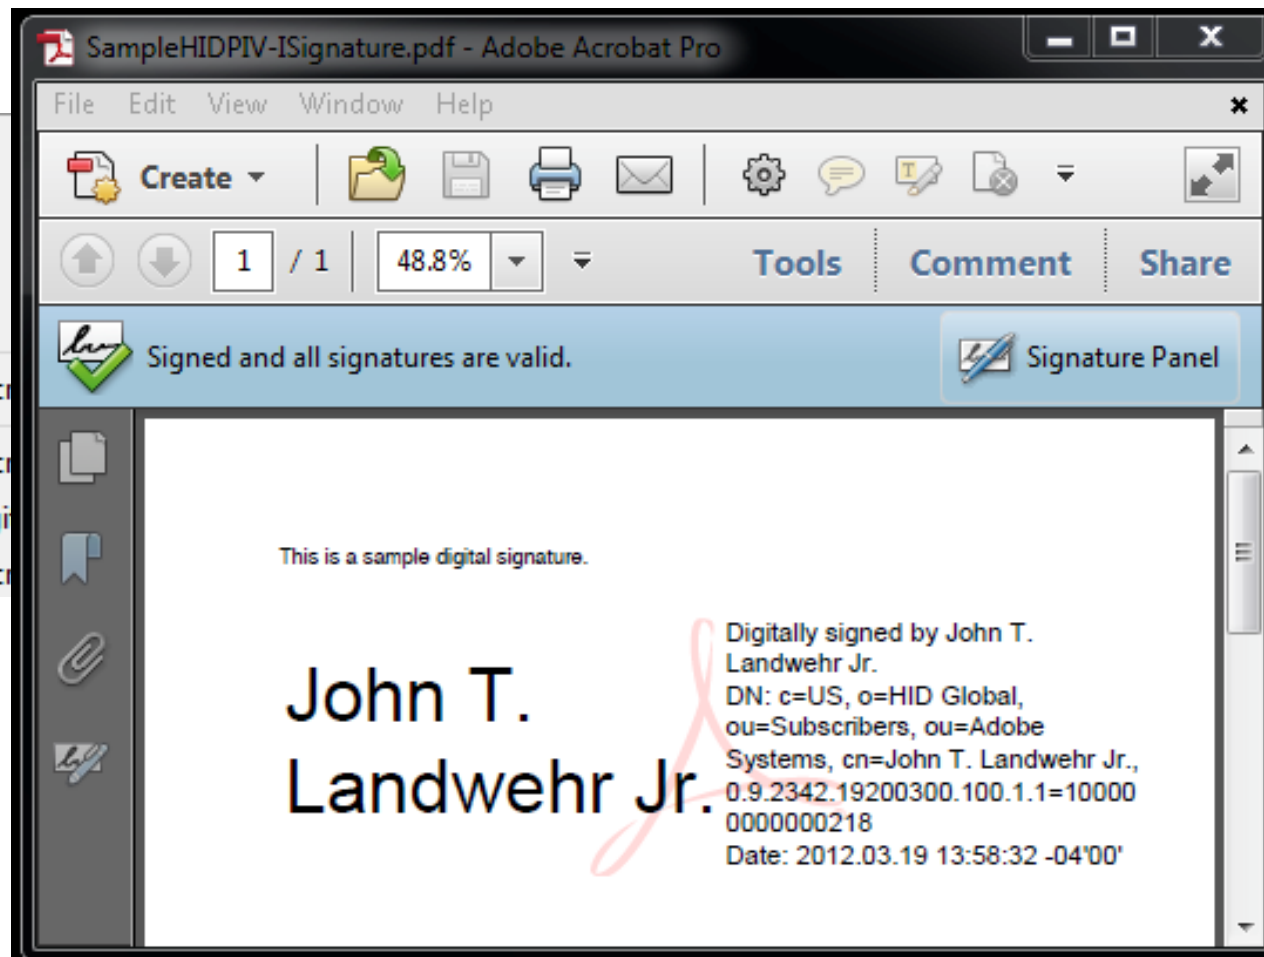 SampleHIDPIV-ISignature.pdf - Adobe Acrobat Pro
File Edit View Window Help
Create
1 / 1 48.8% Tools Comment Share
Signed and all signatures are valid. Signature Panel
This is a sample digital signature.
John T.
Landwehr Jr.
Digitally signed by John T.
Landwehr Jr.
DN: c=US, o=HID Global,
ou=Subscribers, ou=Adobe
Systems, cn=John T. Landwehr Jr.,
0.9.2342.19200300.100.1.1=10000
0000000218
Date: 2012.03.19 13:58:32 -04'00'